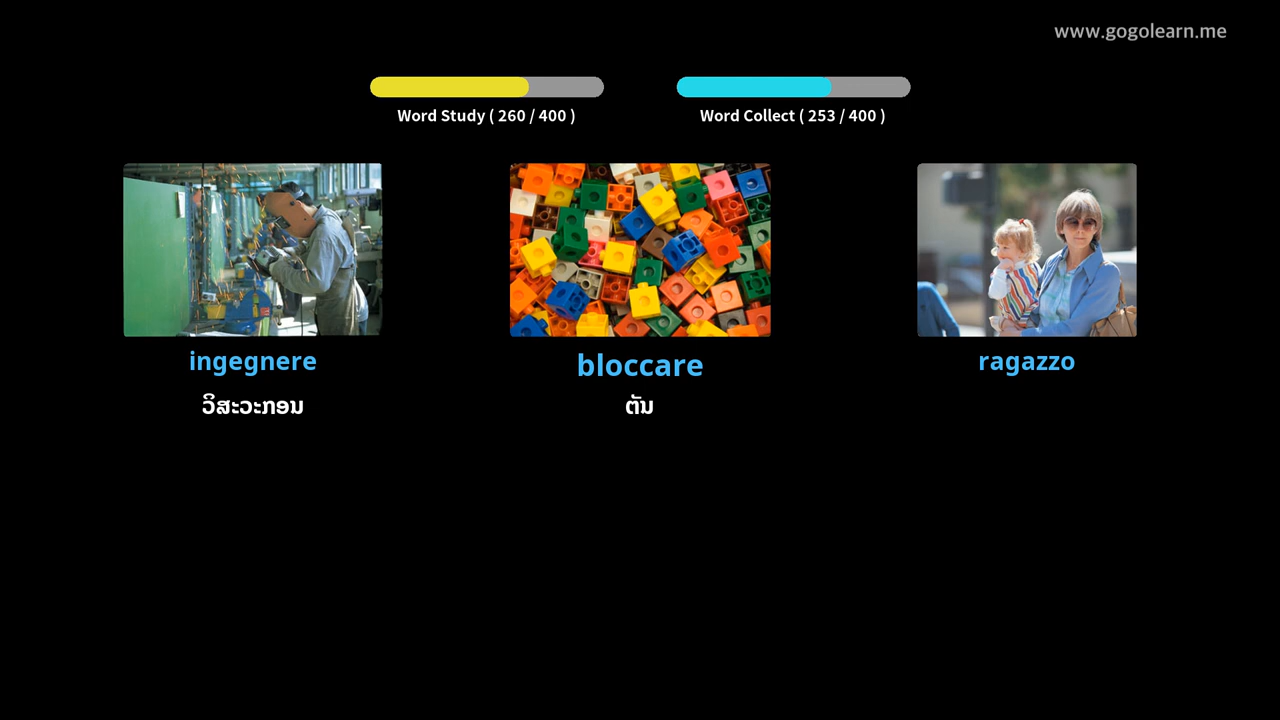 www.gogolearn.me
Word Study ( 260 / 400 )
Word Collect ( 253 / 400 )
ingegnere
bloccare
ragazzo
ວິສະວະກອນ
ຕັນ